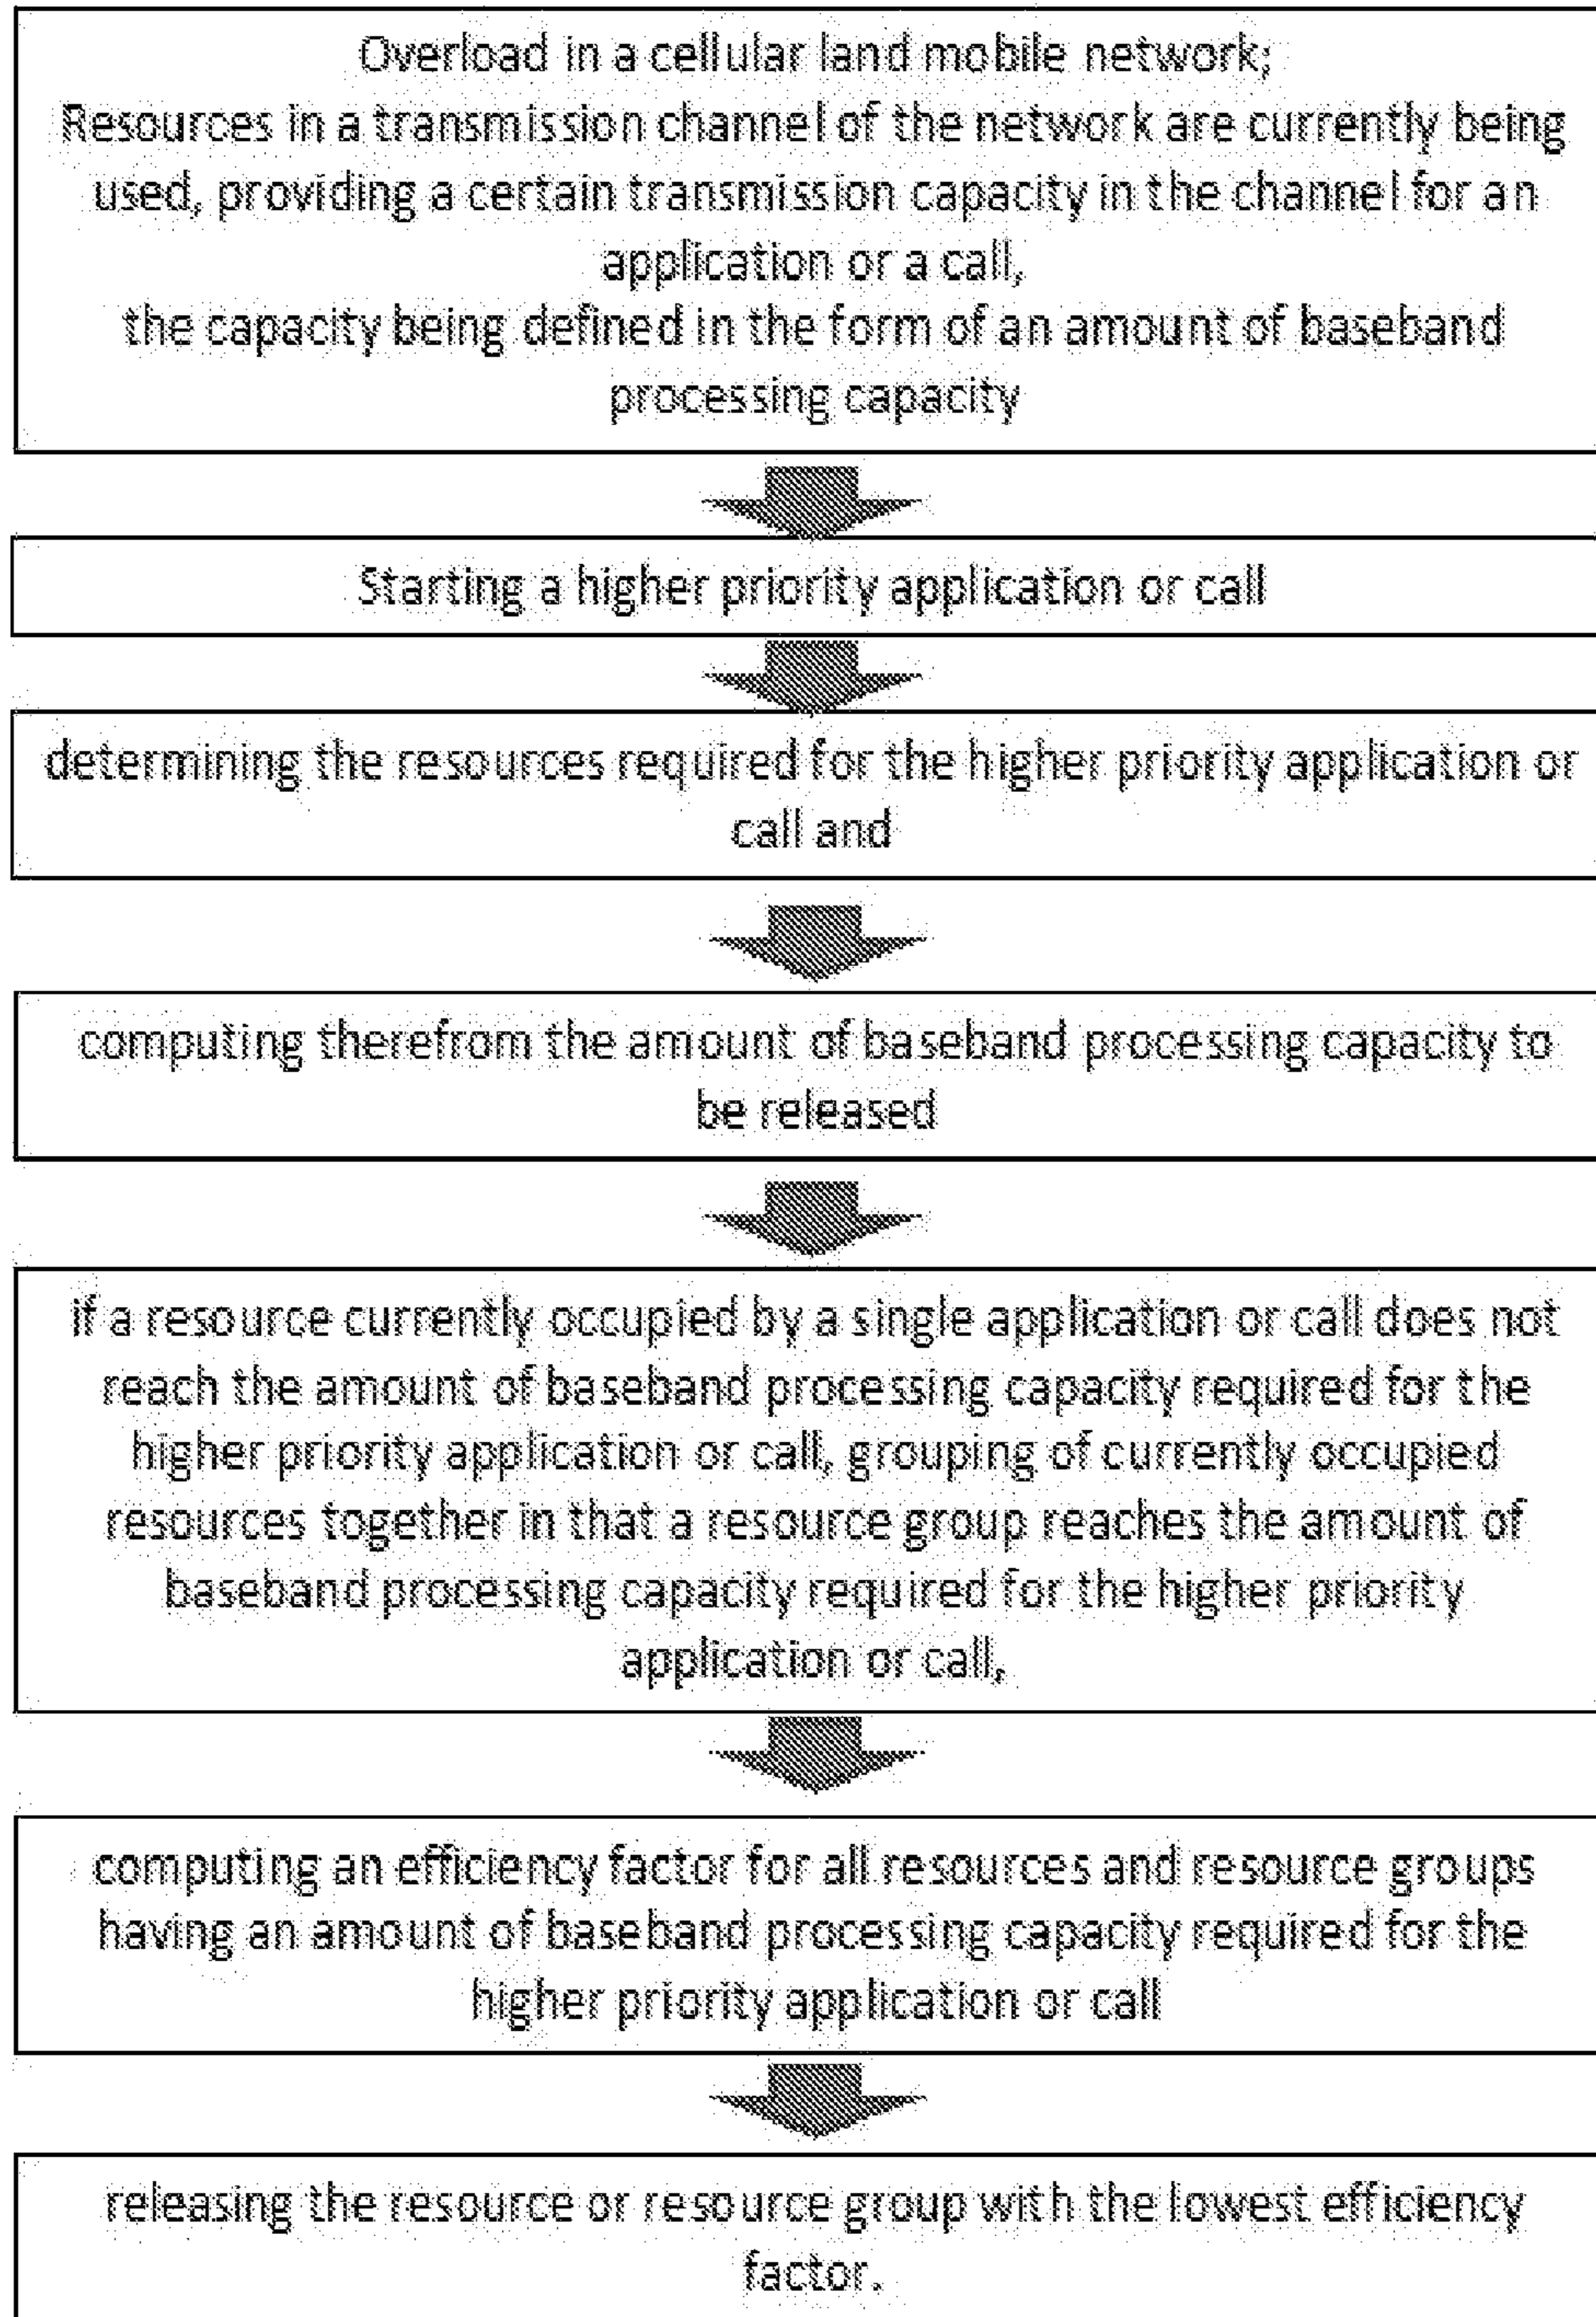 Overload in a cellular land mobile network;
Resources in a transmission channel of the network are currently being
used, providing a certain transmission capacity in the channel for an
application or a call,
the capacity being defined in the form of an amount of baseband
processing capacity
Starting a higher priority application or call
determining the resources required for the higher priority application or
call and
computing therefrom the amount of baseband processing capacity to
be released
if a resource currently occupied by a single application or call does not
reach the amount of baseband processing capacity required for the
higher priority application or call, grouping of currently occupied
resources together in that a resource group reaches the amount of
baseband processing capacity required for the higher priority
application or call,
computing an efficiency factor for all resources and resource groups
having an amount of baseband processing capacity required for the
higher priority application or call
releasing the resource or resource group with the lowest efficiency
factor.